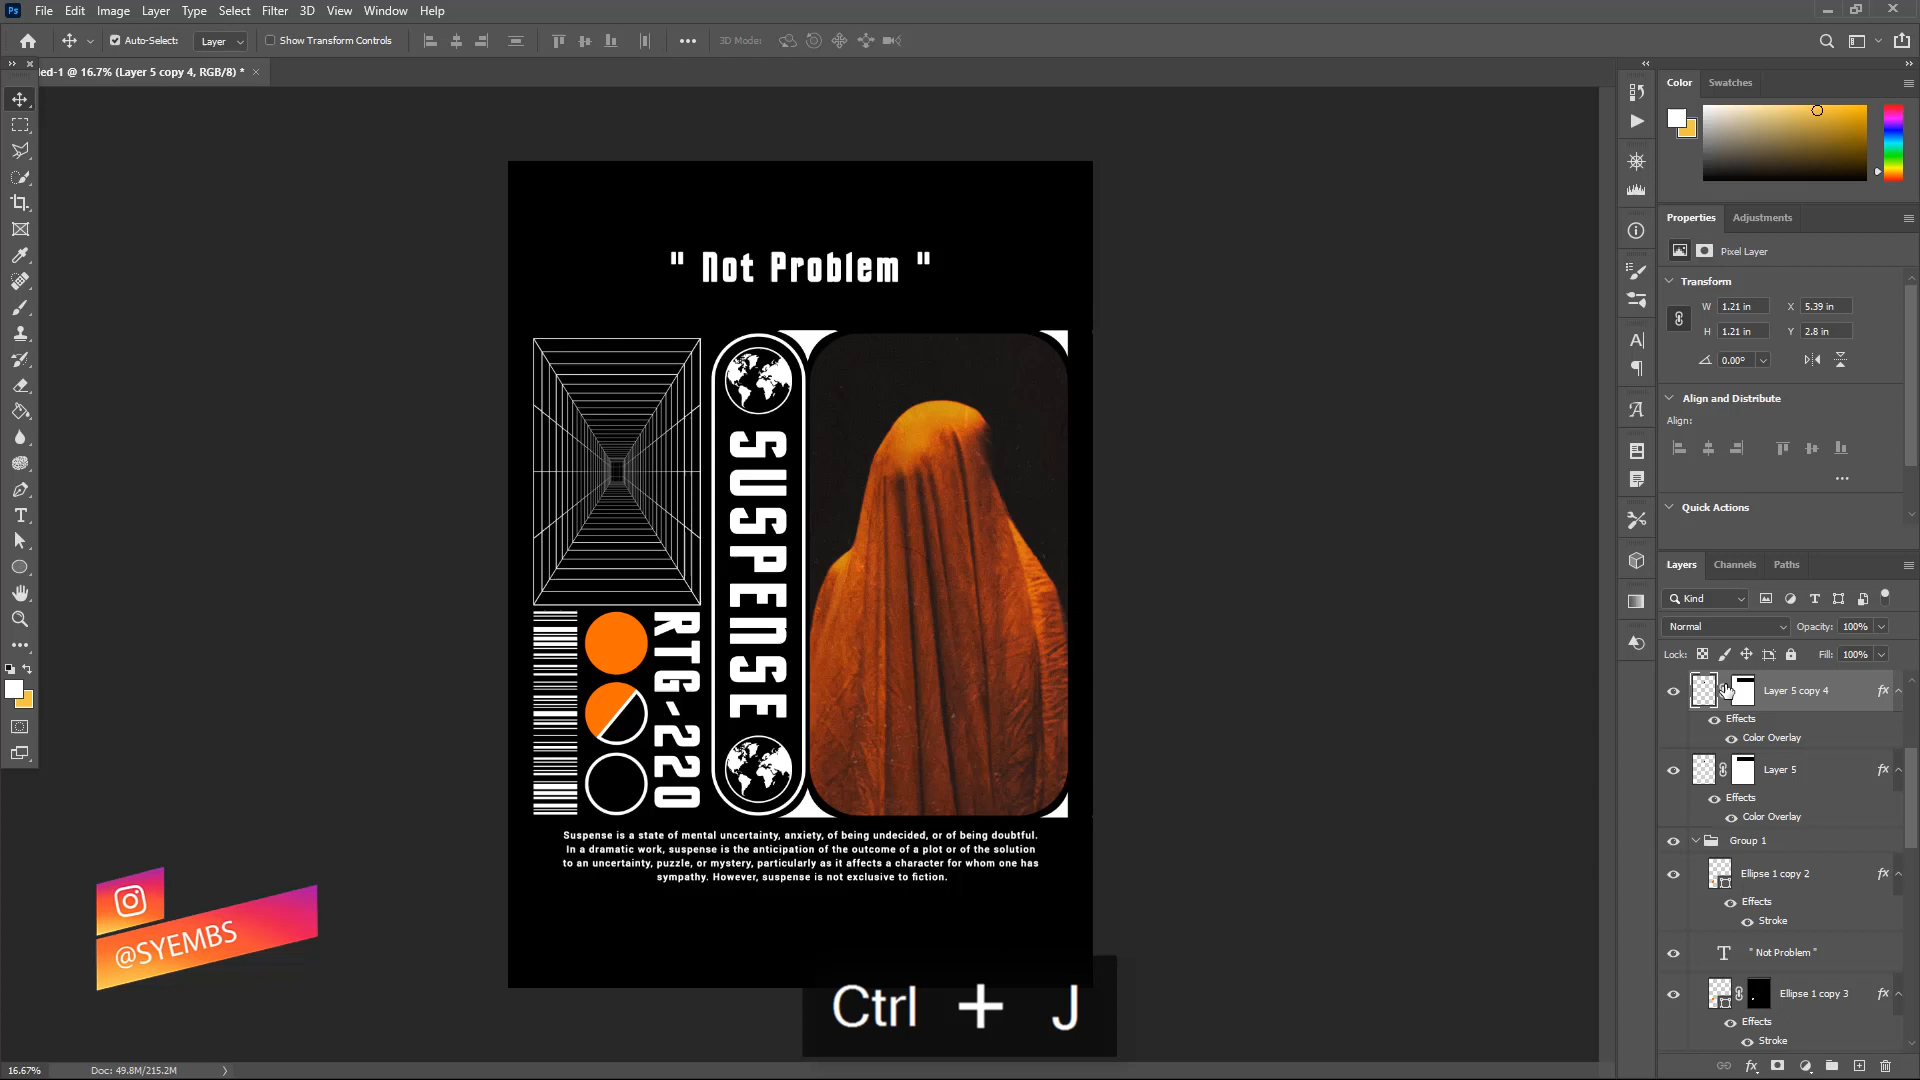 Ps File Edit Image Layer Type Select Filter 3D View Window Help
Auto-Select: Layer Show Transform Controls 3D Mode:
led-1 @ 16.7% (Layer 5 copy 4, RGB/8) *
" Not Problem "
SUSPENSE
RTG-220
Suspense is a state of mental uncertainty, anxiety, of being undecided, or of being doubtful.
In a dramatic work, suspense is the anticipation of the outcome of a plot or of the solution
to an uncertainty, puzzle, or mystery, particularly as it affects a character for whom one has
sympathy. However, suspense is not exclusive to fiction.
@SYEMBS
Ctrl + J
16.67% Doc: 49.8M/215.2M
Color Swatches
Properties Adjustments
Pixel Layer
Transform
W 1.21 in X 5.39 in
H 1.21 in Y 2.8 in
0.00°
Align and Distribute
Align:
Quick Actions
Layers Channels Paths
Kind
Normal Opacity: 100%
Lock: Fill: 100%
Layer 5 copy 4 fx
Effects
Color Overlay
Layer 5 fx
Effects
Color Overlay
Group 1
Ellipse 1 copy 2 fx
Effects
Stroke
T " Not Problem "
Ellipse 1 copy 3 fx
Effects
Stroke
fx